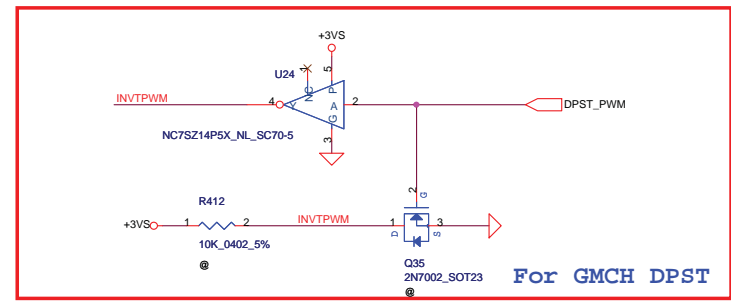 +3VS
U24
1
NC
5
P
INVTPWM
4
Y
A
2
DPST_PWM
G
3
NC7SZ14P5X_NL_SC70-5
2
G
R412
+3VS
1
2
INVTPWM
1
3
D
S
10K_0402_5%
@
Q35
2N7002_SOT23
@
For GMCH DPST